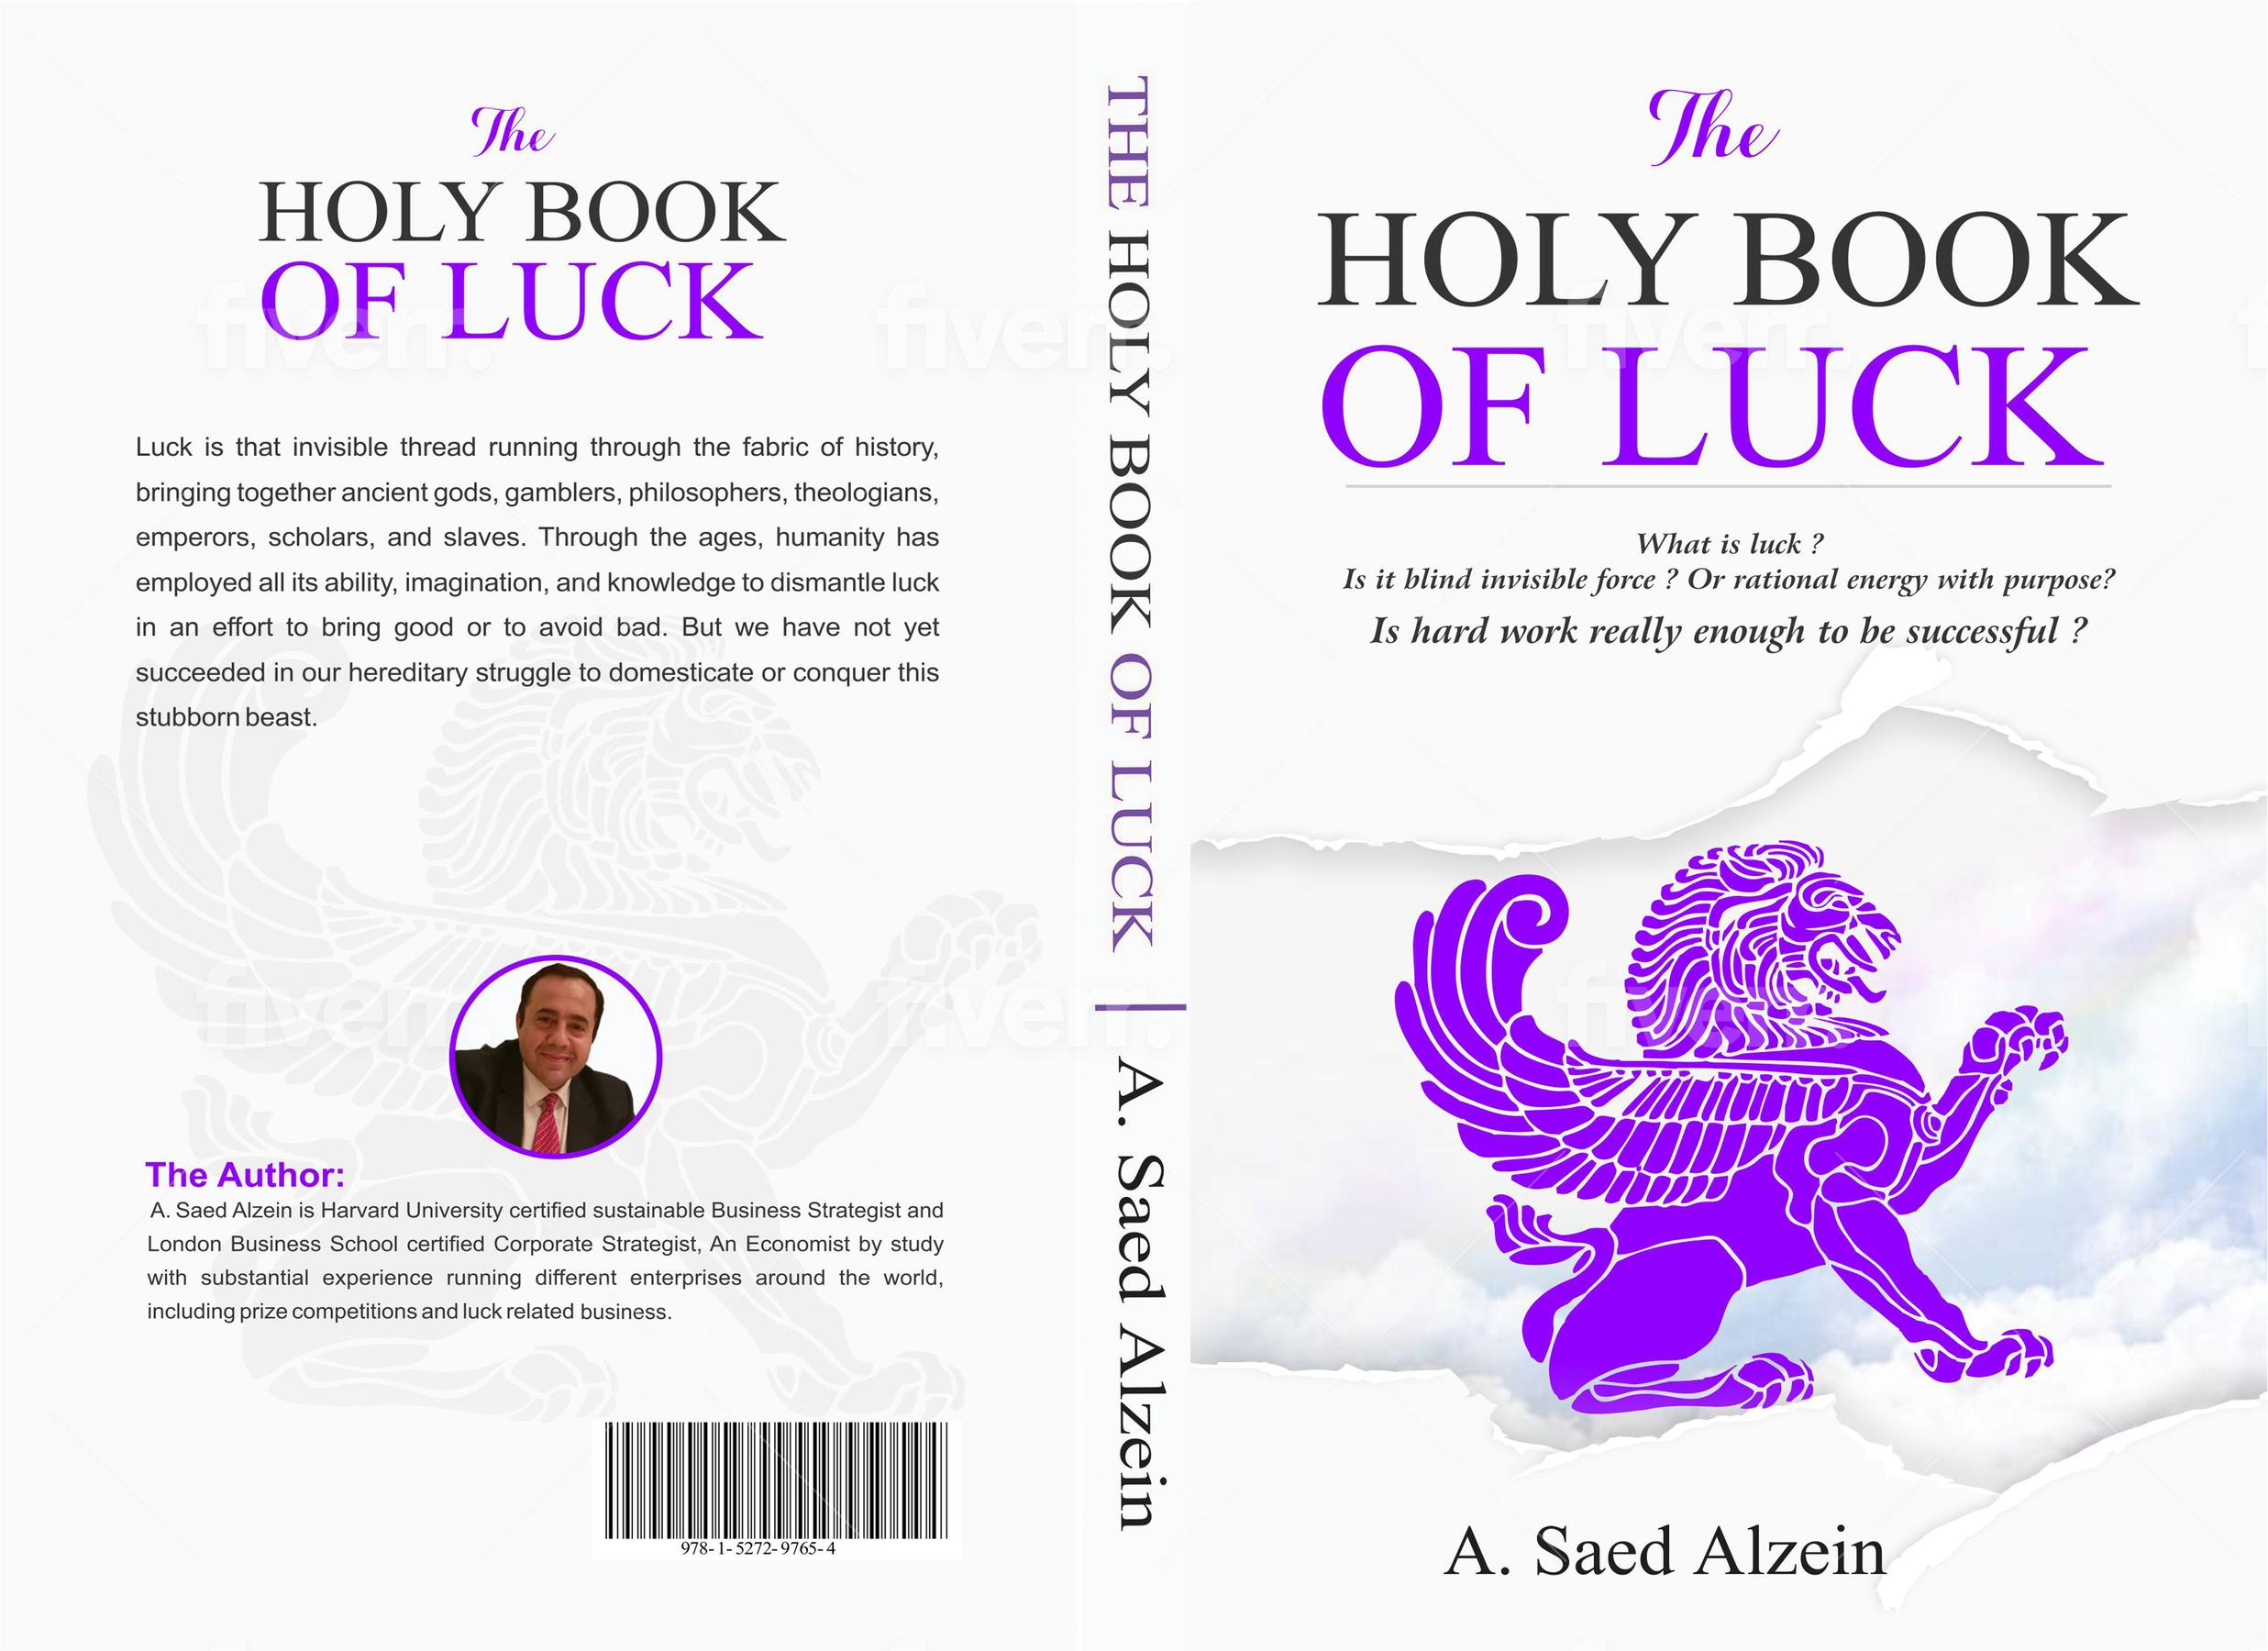 The
HOLY BOOK
OF LUCK
Luck is that invisible thread running through the fabric of history,
bringing together ancient gods, gamblers, philosophers, theologians,
emperors, scholars, and slaves. Through the ages, humanity has
employed all its ability, imagination, and knowledge to dismantle luck
in an effort to bring good or to avoid bad. But we have not yet
succeeded in our hereditary struggle to domesticate or conquer this
stubborn beast.
The Author:
A. Saed Alzein is Harvard University certified sustainable Business Strategist and
London Business School certified Corporate Strategist, An Economist by study
with substantial experience running different enterprises around the world,
including prize competitions and luck related business.
978-1-5272-9765-4
THE HOLY BOOK OF LUCK | A. Saed Alzein
The
HOLY BOOK
OF LUCK
What is luck ?
Is it blind invisible force ? Or rational energy with purpose?
Is hard work really enough to be successful ?
A. Saed Alzein
fiverr.
fiverr.
fiverr.
fiverr.
fiverr.
fiverr.